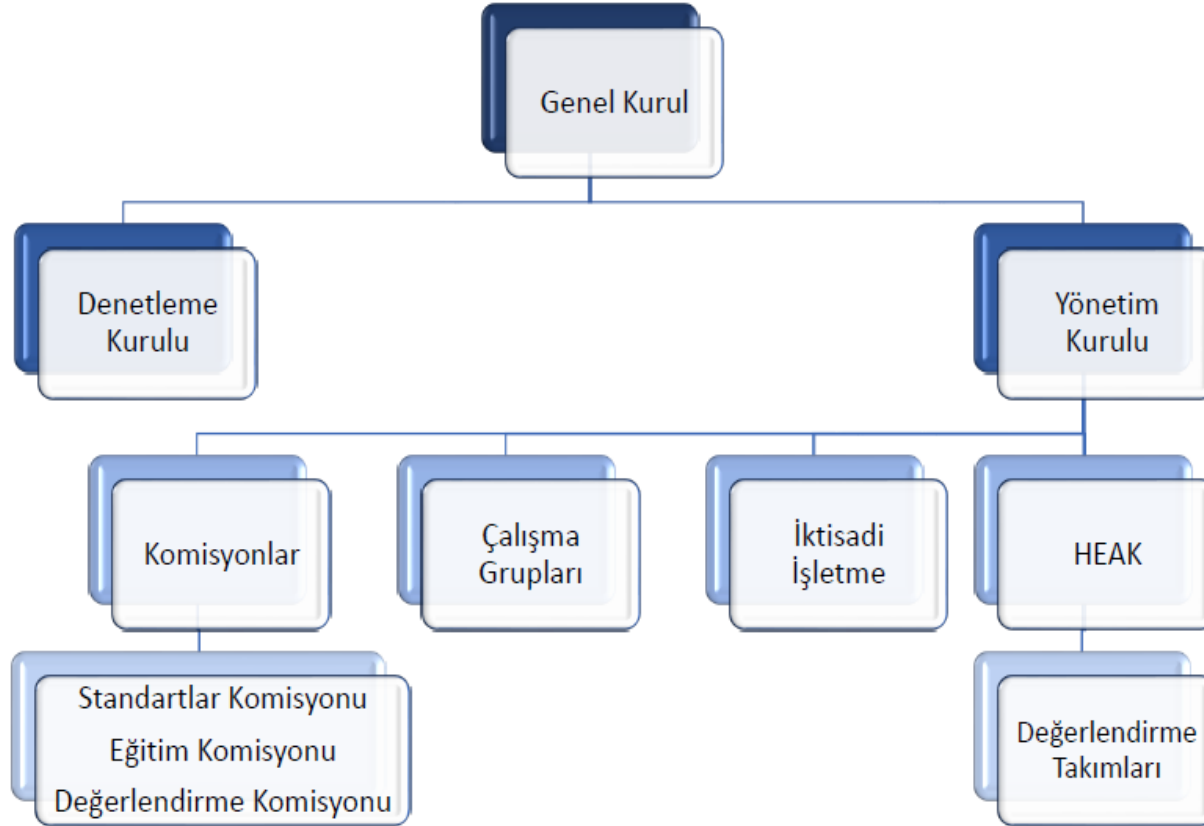 Genel Kurul
Denetleme
Kurulu
Yönetim
Kurulu
Komisyonlar
Çalışma
Grupları
İktisadi
İşletme
HEAK
Standartlar Komisyonu
Eğitim Komisyonu
Değerlendirme Komisyonu
Değerlendirme
Takımları